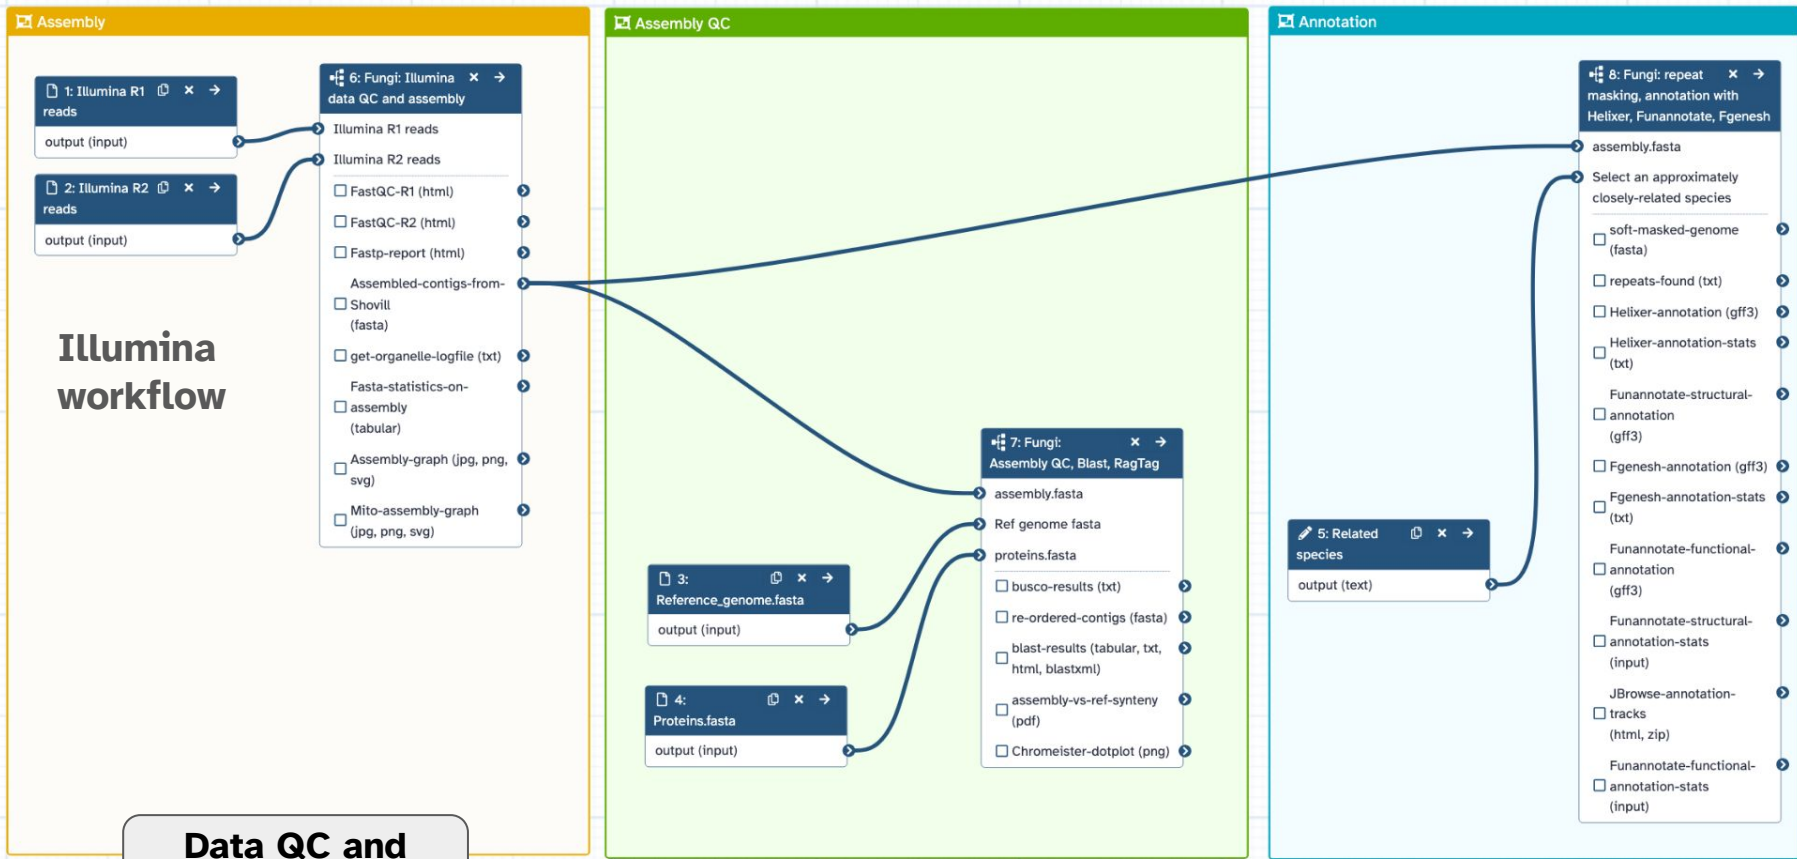 Assembly
1: Illumina R1
reads
output (input)
2: Illumina R2
reads
output (input)
6: Fungi: Illumina
data QC and assembly
Illumina R1 reads
Illumina R2 reads
FastQC-R1 (html)
FastQC-R2 (html)
Fastp-report (html)
Assembled-contigs-from-
Shovill
(fasta)
get-organelle-logfile (txt)
Fasta-statistics-on-
assembly
(tabular)
Assembly-graph (jpg, png,
svg)
Mito-assembly-graph
(jpg, png, svg)
Illumina
workflow
Data QC and
Assembly QC
3:
Reference_genome.fasta
output (input)
4:
Proteins.fasta
output (input)
7: Fungi:
Assembly QC, Blast, RagTag
assembly.fasta
Ref genome fasta
proteins.fasta
busco-results (txt)
re-ordered-contigs (fasta)
blast-results (tabular, txt,
html, blastxml)
assembly-vs-ref-synteny
(pdf)
Chromeister-dotplot (png)
Annotation
5: Related
species
output (text)
8: Fungi: repeat
masking, annotation with
Helixer, Funannotate, Fgenesh
assembly.fasta
Select an approximately
closely-related species
soft-masked-genome
(fasta)
repeats-found (txt)
Helixer-annotation (gff3)
Helixer-annotation-stats
(txt)
Funannotate-structural-
annotation
(gff3)
Fgenesh-annotation (gff3)
Fgenesh-annotation-stats
(txt)
Funannotate-functional-
annotation
(gff3)
Funannotate-structural-
annotation-stats
(input)
JBrowse-annotation-
tracks
(html, zip)
Funannotate-functional-
annotation-stats
(input)